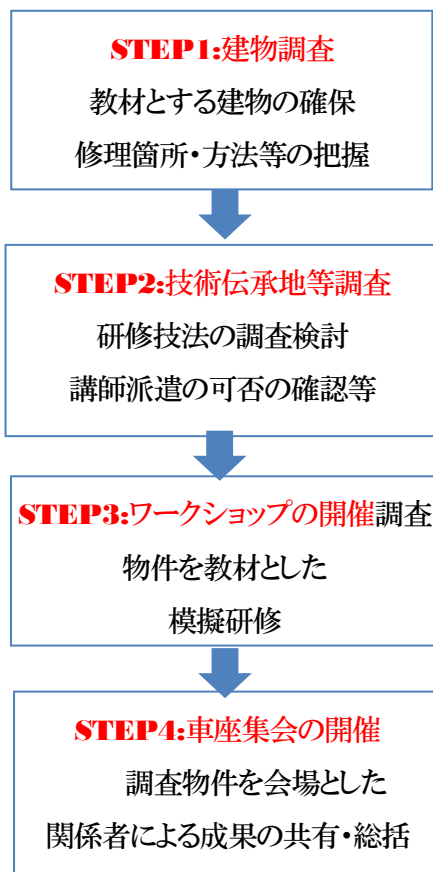 STEP1:建物調査
教材とする建物の確保
修理箇所・方法等の把握
STEP2:技術伝承地等調査
研修技法の調査検討
講師派遣の可否の確認等
STEP3:ワークショップの開催調査
物件を教材とした
模擬研修
STEP4:車座集会の開催
調査物件を会場とした
関係者による成果の共有・総括